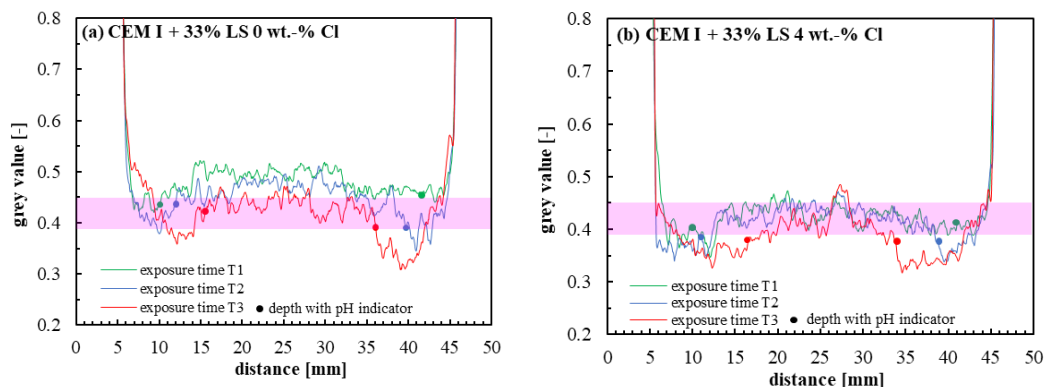 (a) CEM I + 33% LS 0 wt.-% Cl
0.8
0.7
0.6
0.5
0.4
0.3
0.2
grey value [-]
exposure time T1
exposure time T2
exposure time T3
depth with pH indicator
0 5 10 15 20 25 30 35 40 45 50
distance [mm]
(b) CEM I + 33% LS 4 wt.-% Cl
0.8
0.7
0.6
0.5
0.4
0.3
0.2
grey value [-]
exposure time T1
exposure time T2
exposure time T3
depth with pH indicator
0 5 10 15 20 25 30 35 40 45 50
distance [mm]